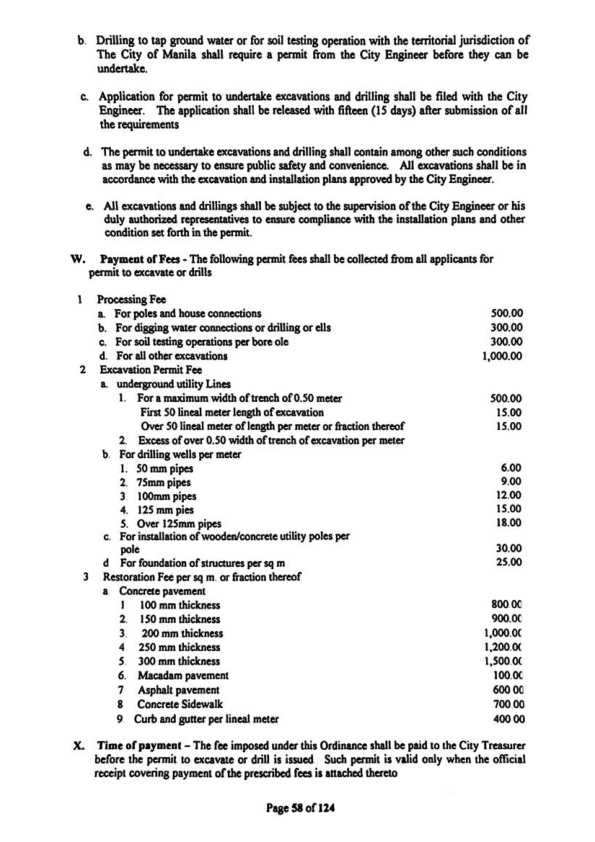 b. Drilling to tap ground water or for soil testing operation with the territorial jurisdiction of
The City of Manila shall require a permit from the City Engineer before they can be
undertake.
c. Application for permit to undertake excavations and drilling shall be filed with the City
Engineer. The application shall be released with fifteen (15 days) after submission of all
the requirements
d. The permit to undertake excavations and drilling shall contain among other such conditions
as may be necessary to ensure public safety and convenience. All excavations shall be in
accordance with the excavation and installation plans approved by the City Engineer.
e. All excavations and drillings shall be subject to the supervision of the City Engineer or his
duly authorized representatives to ensure compliance with the installation plans and other
condition set forth in the permit.
W. Payment of Fees - The following permit fees shall be collected from all applicants for
permit to excavate or drills
1 Processing Fee
a. For poles and house connections 500.00
b. For digging water connections or drilling or ells 300.00
c. For soil testing operations per bore ole 300.00
d. For all other excavations 1,000.00
2 Excavation Permit Fee
a. underground utility Lines
1. For a maximum width of trench of 0.50 meter 500.00
First 50 lineal meter length of excavation 15.00
Over 50 lineal meter of length per meter or fraction thereof 15.00
2. Excess of over 0.50 width of trench of excavation per meter
b. For drilling wells per meter
1. 50 mm pipes 6.00
2. 75mm pipes 9.00
3 100mm pipes 12.00
4. 125 mm pies 15.00
5. Over 125mm pipes 18.00
c. For installation of wooden/concrete utility poles per
pole 30.00
d For foundation of structures per sq m 25.00
3 Restoration Fee per sq.m. or fraction thereof
a Concrete pavement
1 100 mm thickness 800 00
2. 150 mm thickness 900.00
3. 200 mm thickness 1,000.00
4 250 mm thickness 1,200.00
5. 300 mm thickness 1,500 00
6. Macadam pavement 100.00
7 Asphalt pavement 600 00
8 Concrete Sidewalk 700 00
9. Curb and gutter per lineal meter 400 00
X. Time of payment – The fee imposed under this Ordinance shall be paid to the City Treasurer
before the permit to excavate or drill is issued Such permit is valid only when the official
receipt covering payment of the prescribed fees is attached thereto
Page 58 of 124